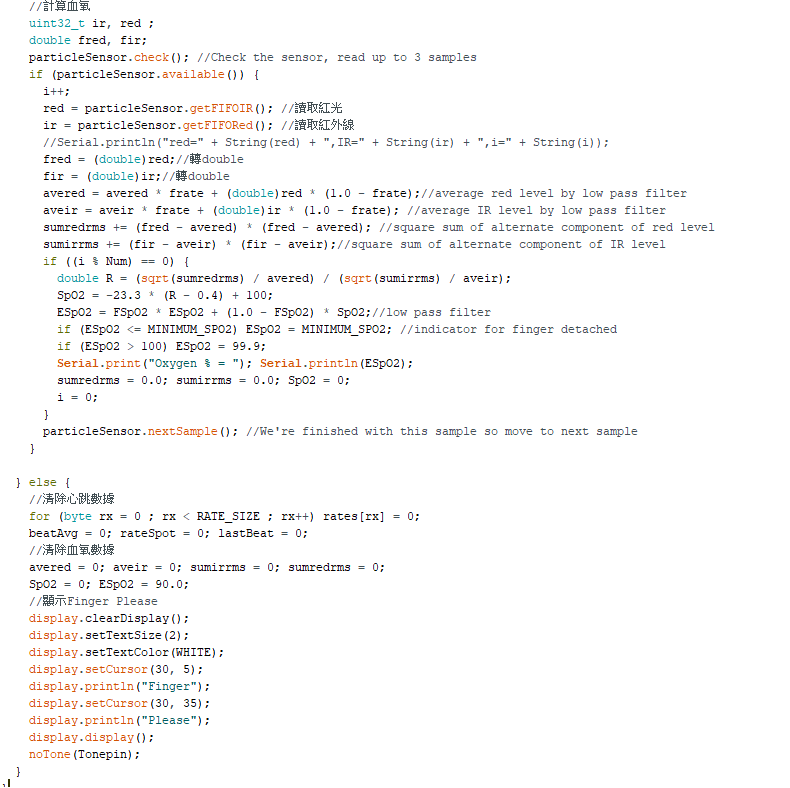 //計算血氧
uint32_t ir, red ;
double fred, fir;
particleSensor.check(); //Check the sensor, read up to 3 samples
if (particleSensor.available()) {
i++;
red = particleSensor.getFIFOIR(); //讀取紅光
ir = particleSensor.getFIFORed(); //讀取紅外線
//Serial.println("red=" + String(red) + ",IR=" + String(ir) + ",i=" + String(i));
fred = (double)red;//轉double
fir = (double)ir;//轉double
avered = avered * frate + (double)red * (1.0 - frate);//average red level by low pass filter
aveir = aveir * frate + (double)ir * (1.0 - frate); //average IR level by low pass filter
sumredrms += (fred - avered) * (fred - avered); //square sum of alternate component of red level
sumirrms += (fir - aveir) * (fir - aveir);//square sum of alternate component of IR level
if ((i % Num) == 0) {
double R = (sqrt(sumredrms) / avered) / (sqrt(sumirrms) / aveir);
SpO2 = -23.3 * (R - 0.4) + 100;
ESpO2 = FSpO2 * ESpO2 + (1.0 - FSpO2) * SpO2;//low pass filter
if (ESpO2 <= MINIMUM_SPO2) ESpO2 = MINIMUM_SPO2; //indicator for finger detached
if (ESpO2 > 100) ESpO2 = 99.9;
Serial.print("Oxygen % = "); Serial.println(ESpO2);
sumredrms = 0.0; sumirrms = 0.0; SpO2 = 0;
i = 0;
}
particleSensor.nextSample(); //We're finished with this sample so move to next sample
}
} else {
//清除心跳數據
for (byte rx = 0 ; rx < RATE_SIZE ; rx++) rates[rx] = 0;
beatAvg = 0; rateSpot = 0; lastBeat = 0;
//清除血氧數據
avered = 0; aveir = 0; sumirrms = 0; sumredrms = 0;
SpO2 = 0; ESpO2 = 90.0;
//顯示Finger Please
display.clearDisplay();
display.setTextSize(2);
display.setTextColor(WHITE);
display.setCursor(30, 5);
display.println("Finger");
display.setCursor(30, 35);
display.println("Please");
display.display();
noTone(Tonepin);
}